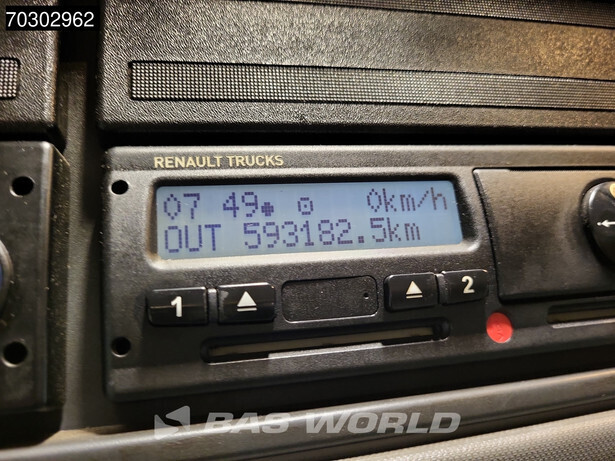 70302962
RENAULT TRUCKS
07 49 0km/h
OUT 593182.5km
1 2
BAS WORLD